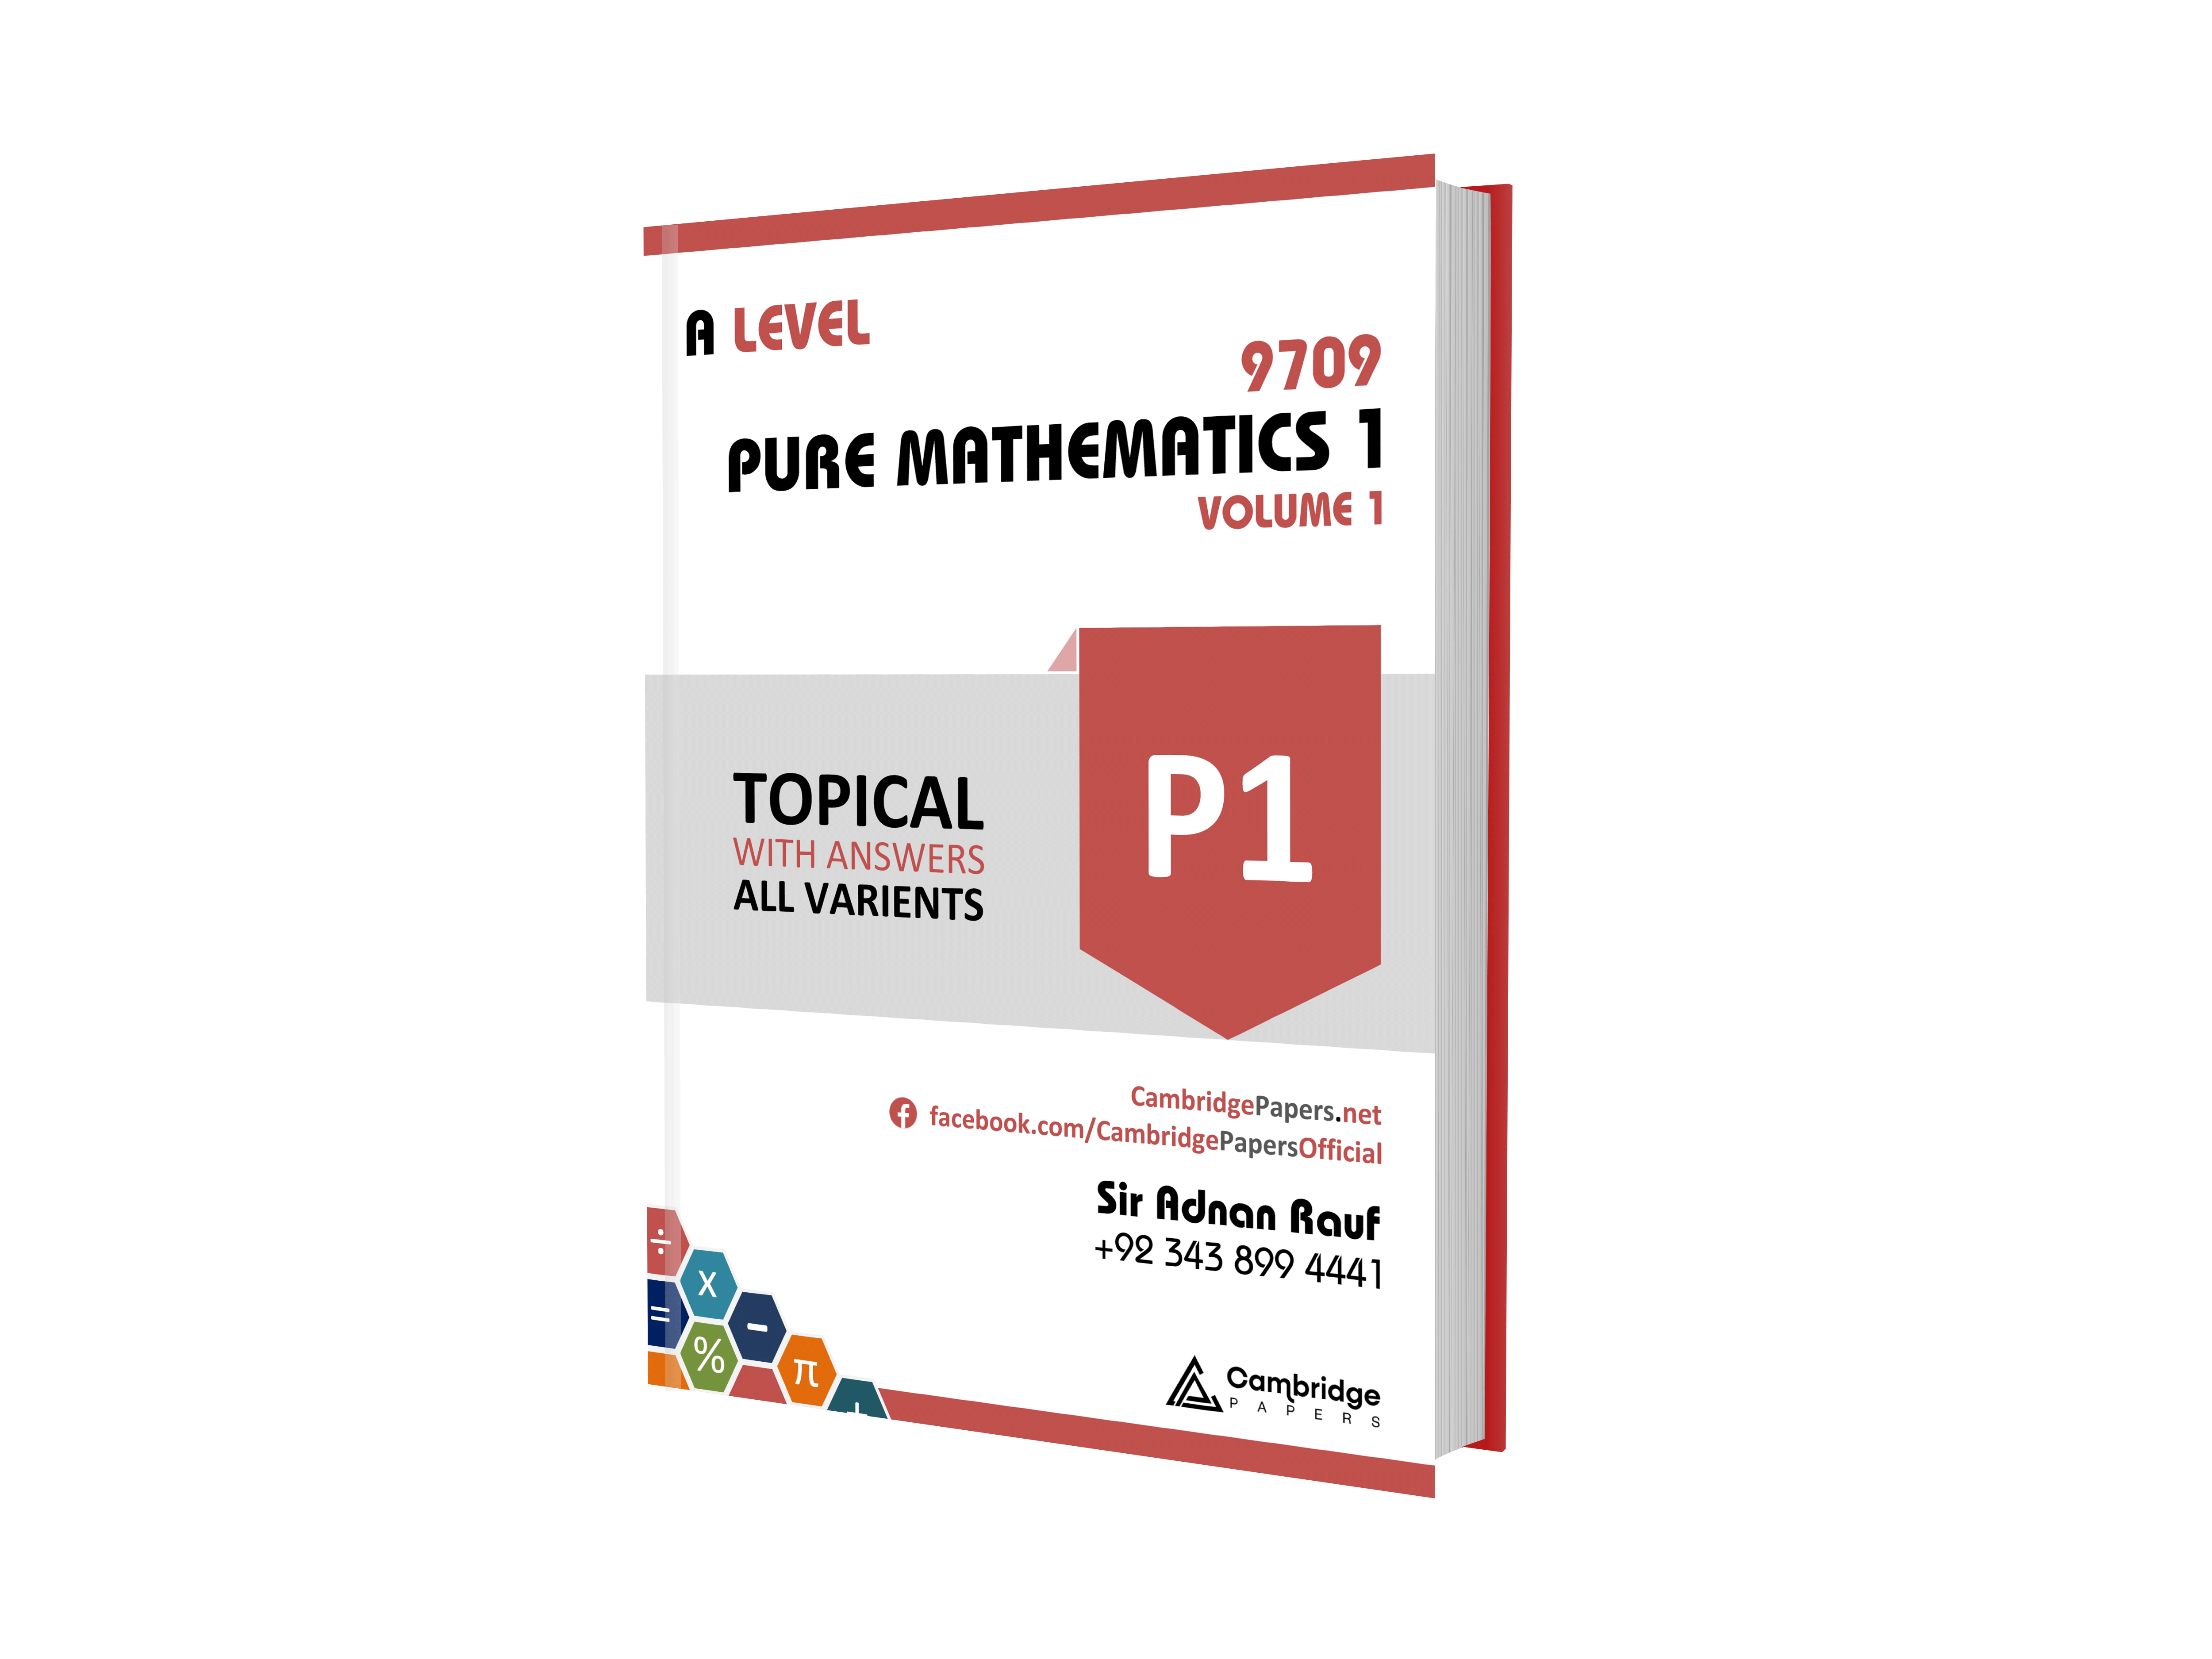 A LEVEL
9709
PURE MATHEMATICS 1
VOLUME 1
P1
TOPICAL
WITH ANSWERS
ALL VARIENTS
CambridgePapers.net
facebook.com/CambridgePapersOfficial
Sir Adnan Rauf
+92 343 899 4441
÷
x
=
−
%
π
+
Cambridge
PAPERS